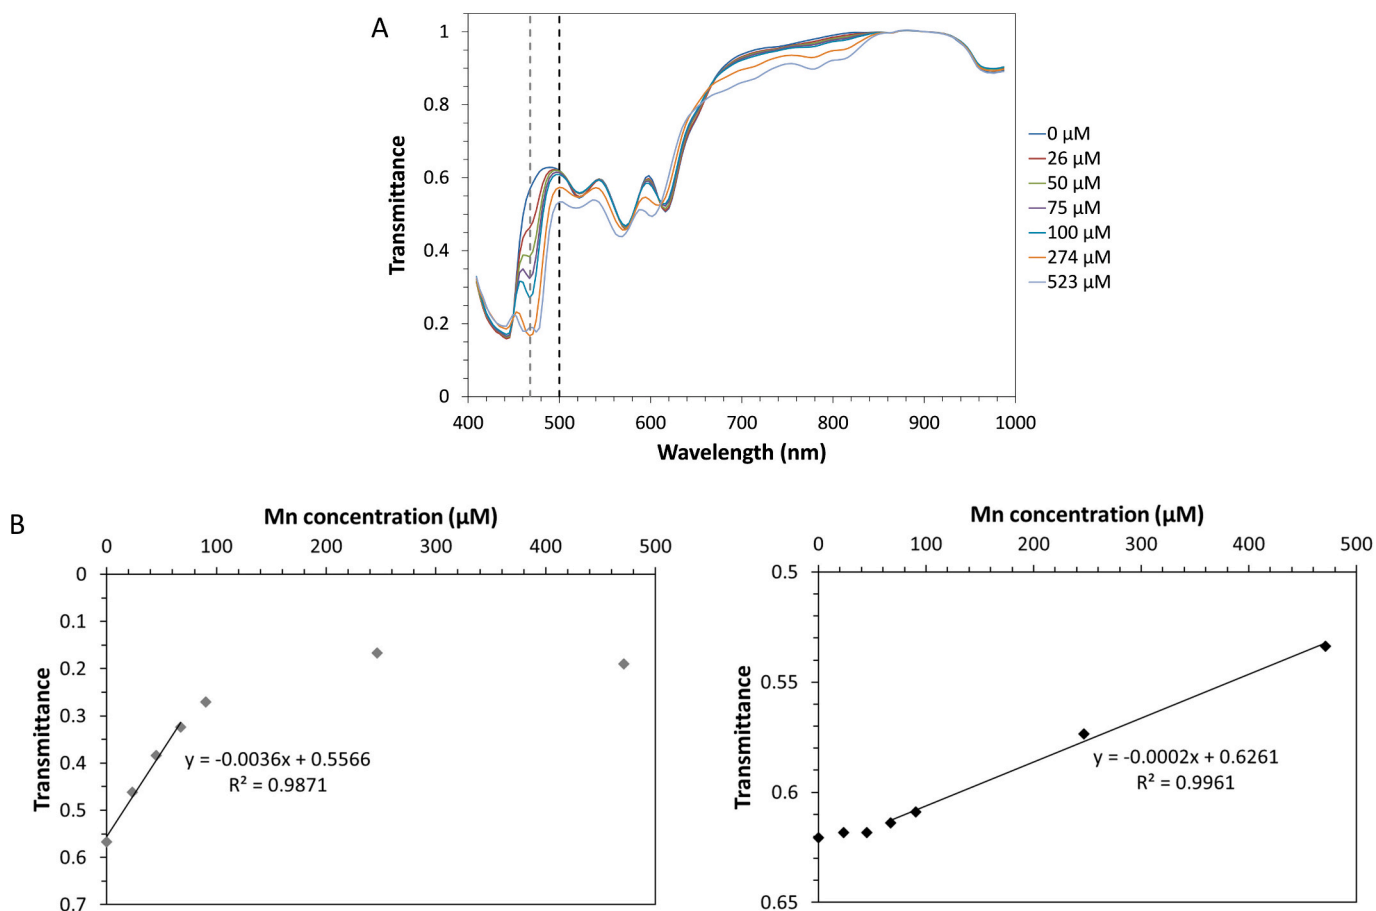 A
Transmittance
1
0.8
0.6
0.4
0.2
0
400 500 600 700 800 900 1000
Wavelength (nm)
0 µM
26 µM
50 µM
75 µM
100 µM
274 µM
523 µM
B
Mn concentration (µM)
0 100 200 300 400 500
Transmittance
0
0.1
0.2
0.3
0.4
0.5
0.6
0.7
y = -0.0036x + 0.5566
R² = 0.9871
Mn concentration (µM)
0 100 200 300 400 500
Transmittance
0.5
0.55
0.6
0.65
y = -0.0002x + 0.6261
R² = 0.9961